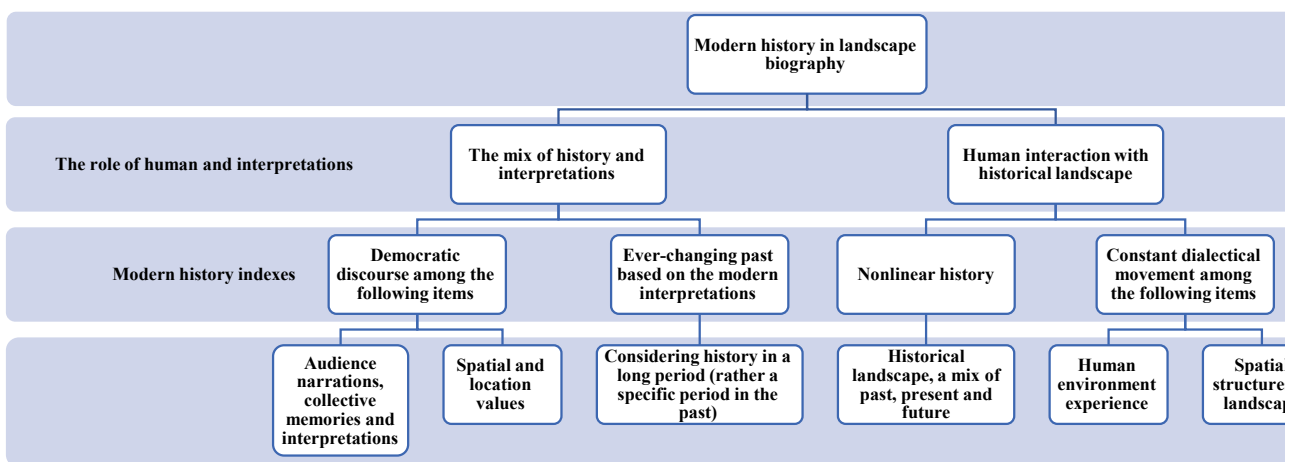 Modern history in landscape
biography
The role of human and interpretations
The mix of history and
interpretations
Human interaction with
historical landscape
Modern history indexes
Democratic
discourse among the
following items
Ever-changing past
based on the modern
interpretations
Nonlinear history
Constant dialectical
movement among
the following items
Audience
narrations,
collective
memories and
interpretations
Spatial and
location
values
Considering history in a
long period (rather a
specific period in the
past)
Historical
landscape, a mix of
past, present and
future
Human
environment
experience
Spatial
structures